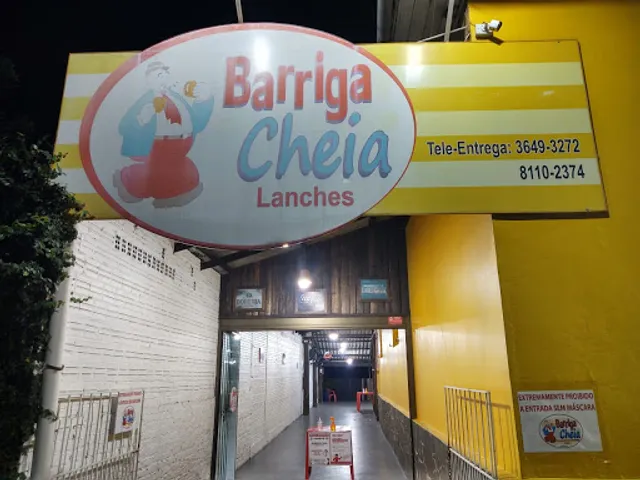 Barriga
Cheia
Lanches
Tele-Entrega: 3649-3272
8110-2374
EXTREMAMENTE PROIBIDO
A ENTRADA SEM MÁSCARA
Barriga
Cheia